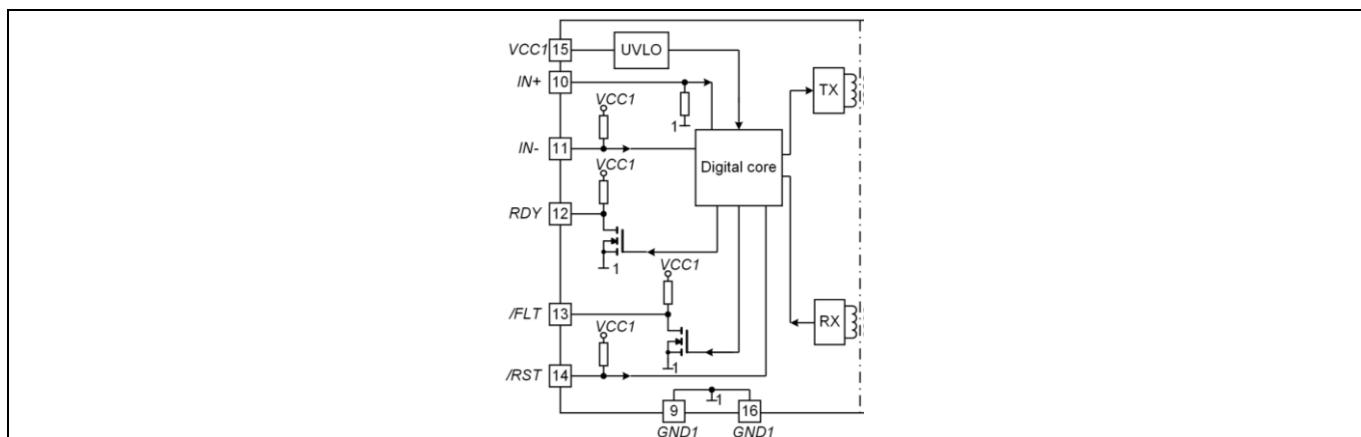 VCC1 15 UVLO
IN+ 10 TX
VCC1
1
IN- 11 Digital core
VCC1
RDY 12
1
VCC1
/FLT 13 RX
VCC1
1
/RST 14
1
9 16
GND1 GND1